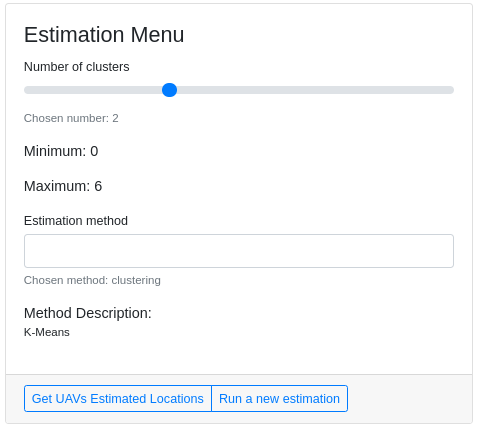 Estimation Menu
Number of clusters
Chosen number: 2
Minimum: 0
Maximum: 6
Estimation method
Chosen method: clustering
Method Description:
K-Means
Get UAVs Estimated Locations Run a new estimation